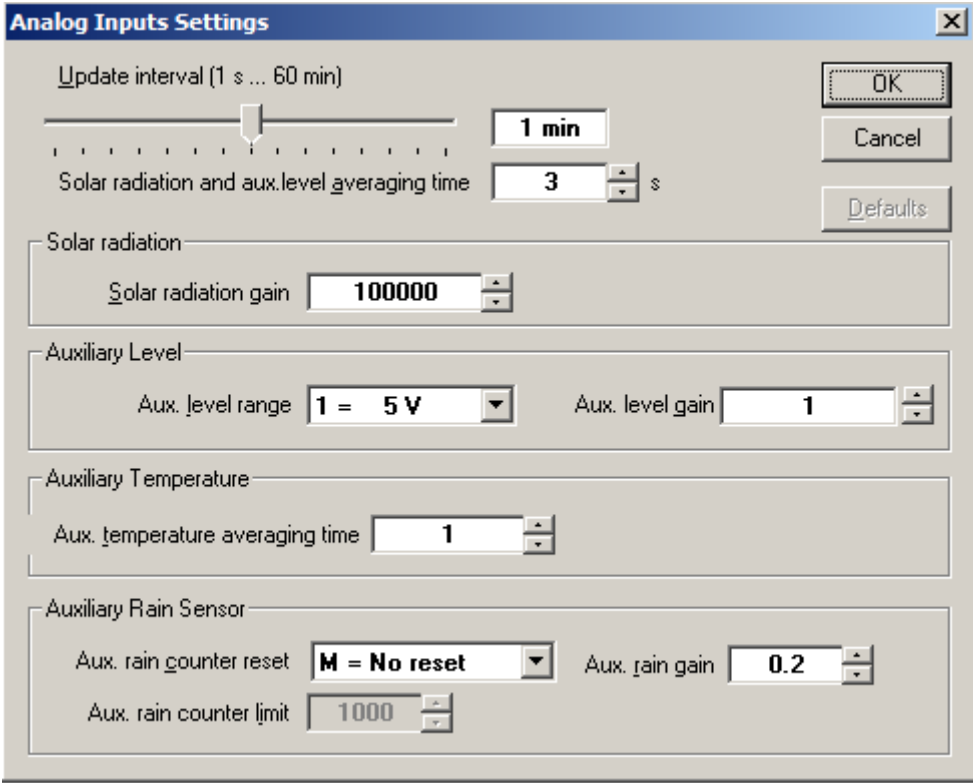 Analog Inputs Settings
Update interval (1 s ... 60 min)
1 min
OK
Cancel
Solar radiation and aux.level averaging time 3 s
Defaults
Solar radiation
Solar radiation gain 100000
Auxiliary Level
Aux. level range 1 = 5 V Aux. level gain 1
Auxiliary Temperature
Aux. temperature averaging time 1
Auxiliary Rain Sensor
Aux. rain counter reset M = No reset Aux. rain gain 0.2
Aux. rain counter limit 1000